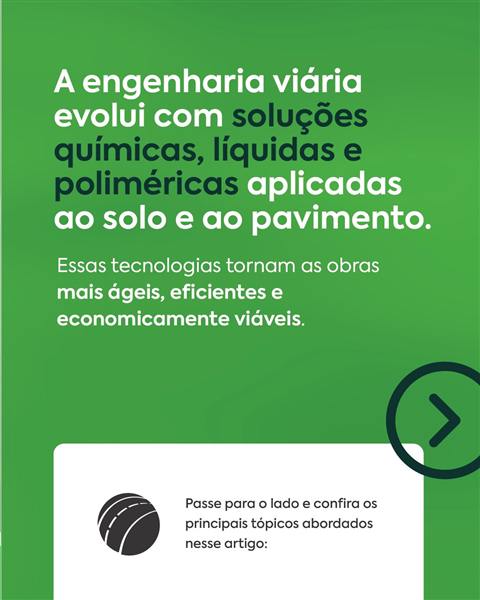 A engenharia viária
evolui com soluções
químicas, líquidas e
poliméricas aplicadas
ao solo e ao pavimento.
Essas tecnologias tornam as obras
mais ágeis, eficientes e
economicamente viáveis.
Passe para o lado e confira os
principais tópicos abordados
nesse artigo: